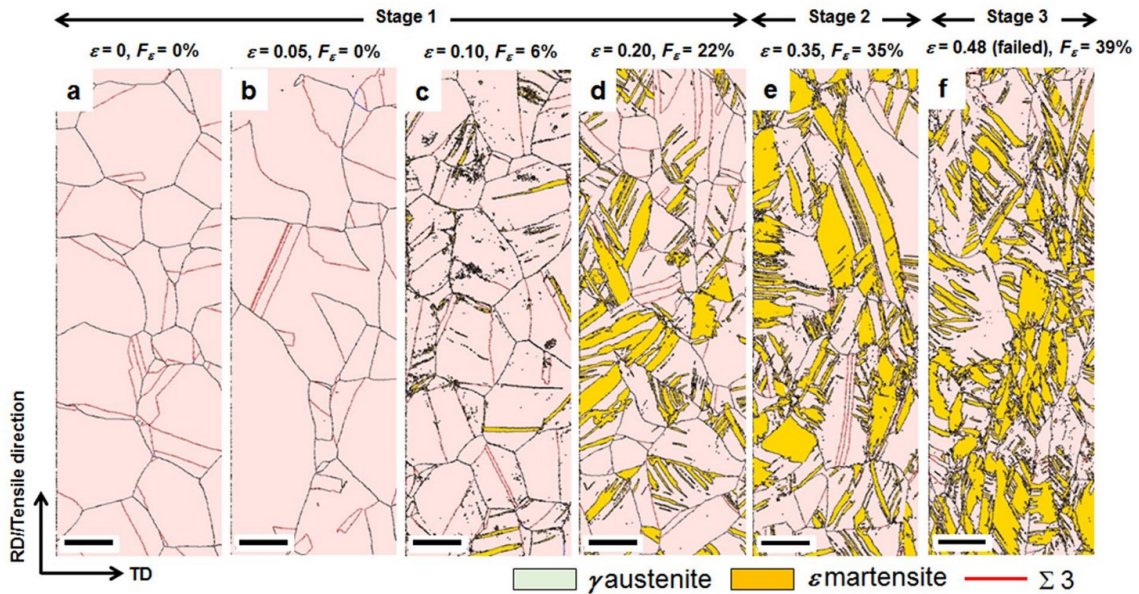 Stage 1 Stage 2 Stage 3
ε = 0, Fε = 0% ε = 0.05, Fε = 0% ε = 0.10, Fε = 6% ε = 0.20, Fε = 22% ε = 0.35, Fε = 35% ε = 0.48 (failed), Fε = 39%
a b c d e f
RD//Tensile direction
TD
γ austenite ε martensite Σ 3